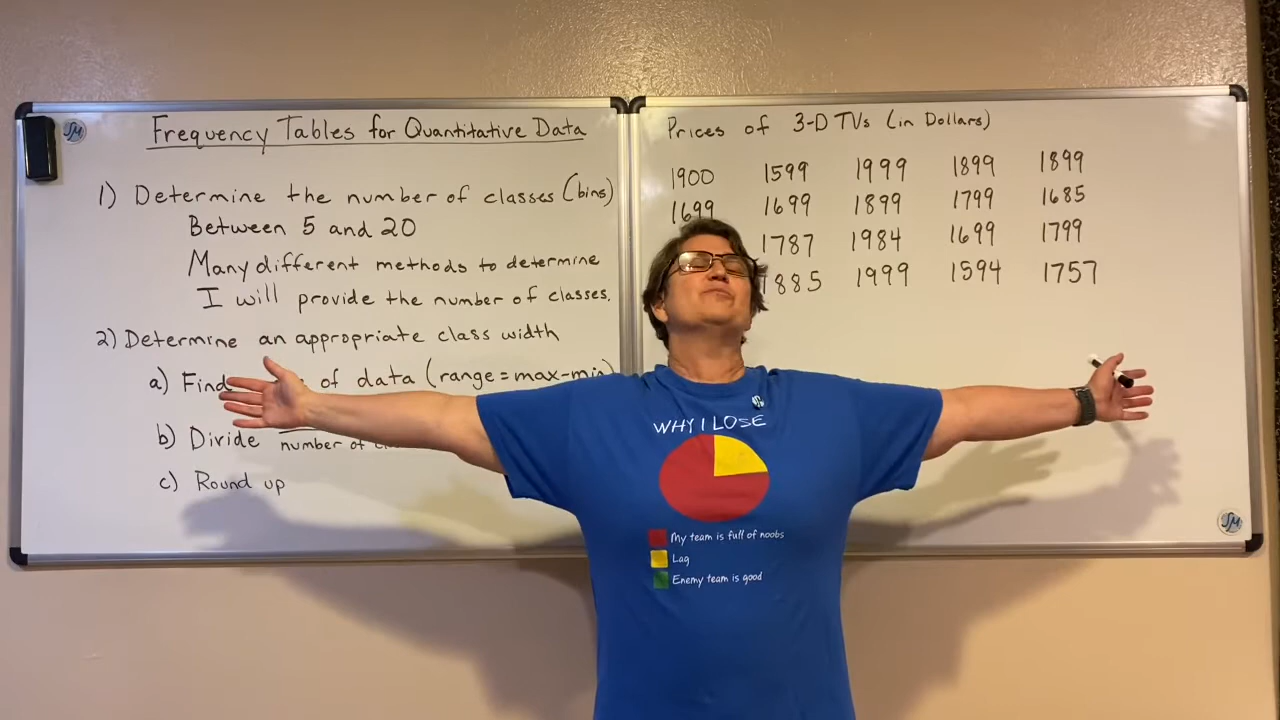 Frequency Tables for Quantitative Data
1) Determine the number of classes (bins)
Between 5 and 20
Many different methods to determine
I will provide the number of classes.
2) Determine an appropriate class width
a) Find of data (range = max-min)
b) Divide
number of
c) Round up
Prices of 3-D TVs (in Dollars)
1900 1599 1999 1899 1899
1699 1699 1899 1799 1685
1787 1984 1699 1799
1885 1999 1594 1757
WHY I LOSE
My team is full of noobs
Lag
Enemy team is good
SM
SM